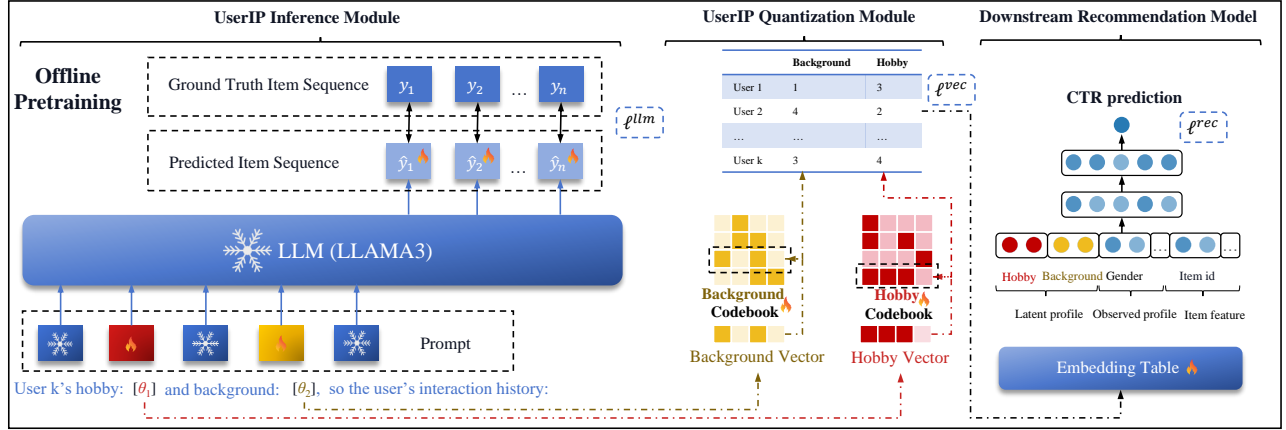 UserIP Inference Module
UserIP Quantization Module
Downstream Recommendation Model
Offline
Pretraining
Ground Truth Item Sequence
y₁ y₂ … yₙ
Predicted Item Sequence
ŷ₁ ŷ₂ … ŷₙ
ℓ^llm
LLM (LLAMA3)
Prompt
User k's hobby: [θ₁] and background: [θ₂], so the user's interaction history:
Background Hobby
User 1 1 3
User 2 4 2
… … …
User k 3 4
ℓ^vec
Background
Codebook
Background Vector
Hobby
Codebook
Hobby Vector
CTR prediction
ℓ^rec
… …
Hobby Background Gender Item id
Latent profile Observed profile Item feature
Embedding Table